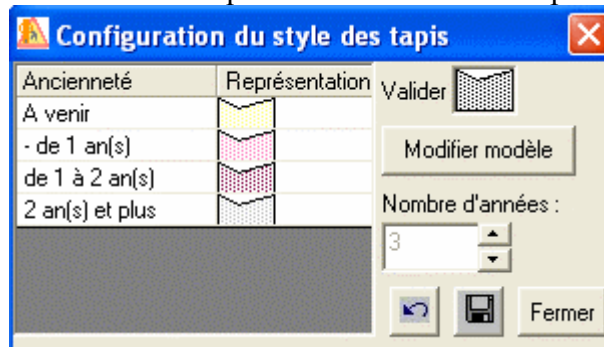 Configuration du style des tapis
Ancienneté Représentation
A venir
- de 1 an(s)
de 1 à 2 an(s)
2 an(s) et plus
Valider
Modifier modèle
Nombre d'années :
3
Fermer